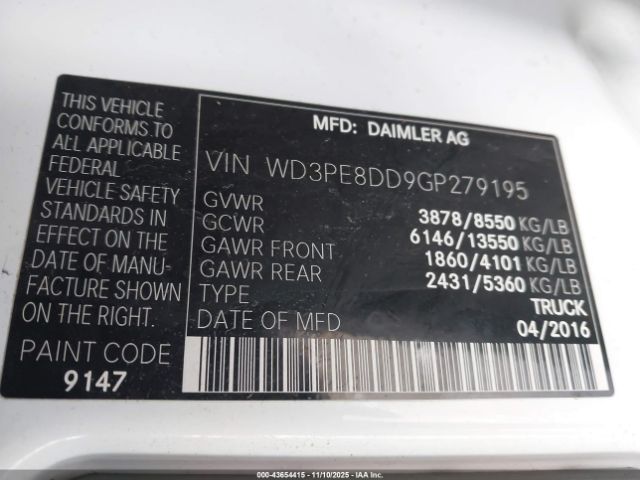 THIS VEHICLE
CONFORMS TO
ALL APPLICABLE
FEDERAL
VEHICLE SAFETY
STANDARDS IN
EFFECT ON THE
DATE OF MANU-
FACTURE SHOWN
ON THE RIGHT.
PAINT CODE
9147
MFD: DAIMLER AG
VIN WD3PE8DD9GP279195
GVWR 3878/8550 KG/LB
GCWR 6146/13550 KG/LB
GAWR FRONT 1860/4101 KG/LB
GAWR REAR 2431/5360 KG/LB
TYPE TRUCK
DATE OF MFD 04/2016
000-43654415 - 11/10/2025 - IAA Inc.